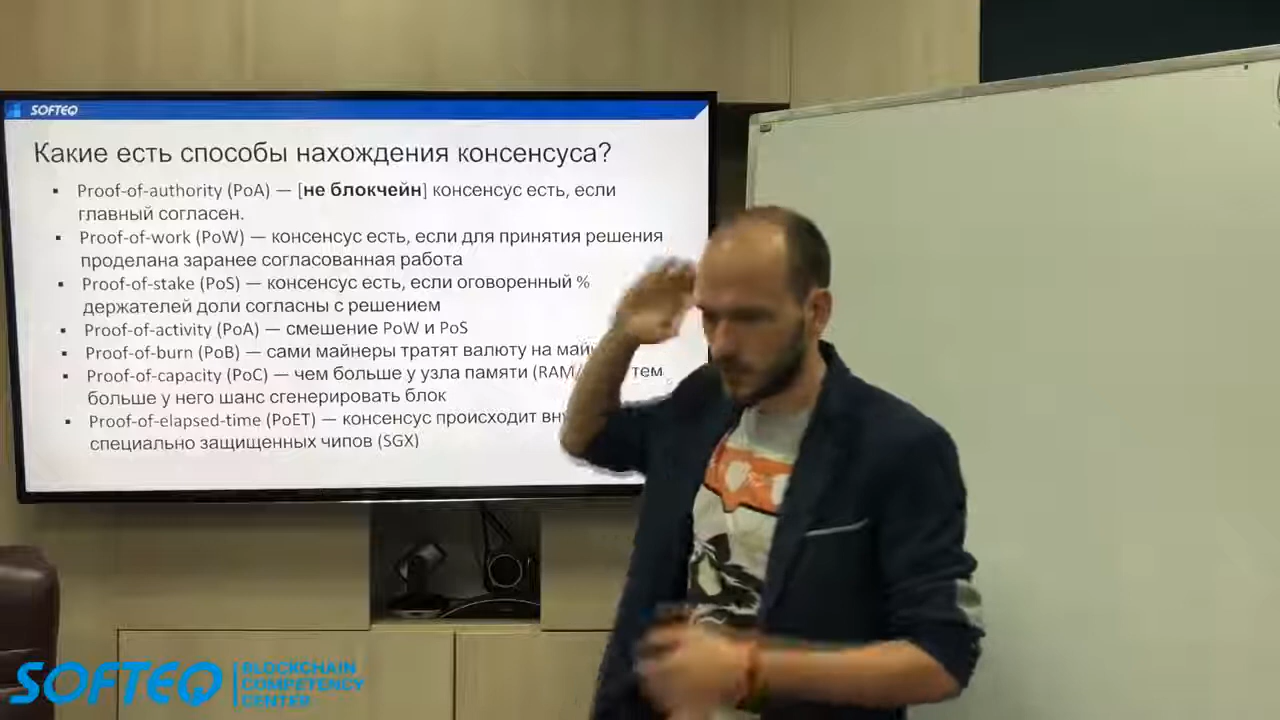 SOFTEQ
Какие есть способы нахождения консенсуса?
Proof-of-authority (PoA) — [не блокчейн] консенсус есть, если
главный согласен.
Proof-of-work (PoW) — консенсус есть, если для принятия решения
проделана заранее согласованная работа
Proof-of-stake (PoS) — консенсус есть, если оговоренный %
держателей доли согласны с решением
Proof-of-activity (PoA) — смешение PoW и PoS
Proof-of-burn (PoB) — сами майнеры тратят валюту на
Proof-of-capacity (PoC) — чем больше у узла памяти (RAM/ тем
больше у него шанс сгенерировать блок
Proof-of-elapsed-time (PoET) — консенсус происходит
специально защищенных чипов (SGX)
SOFTEQ
BLOCKCHAIN
COMPETENCY
CENTER